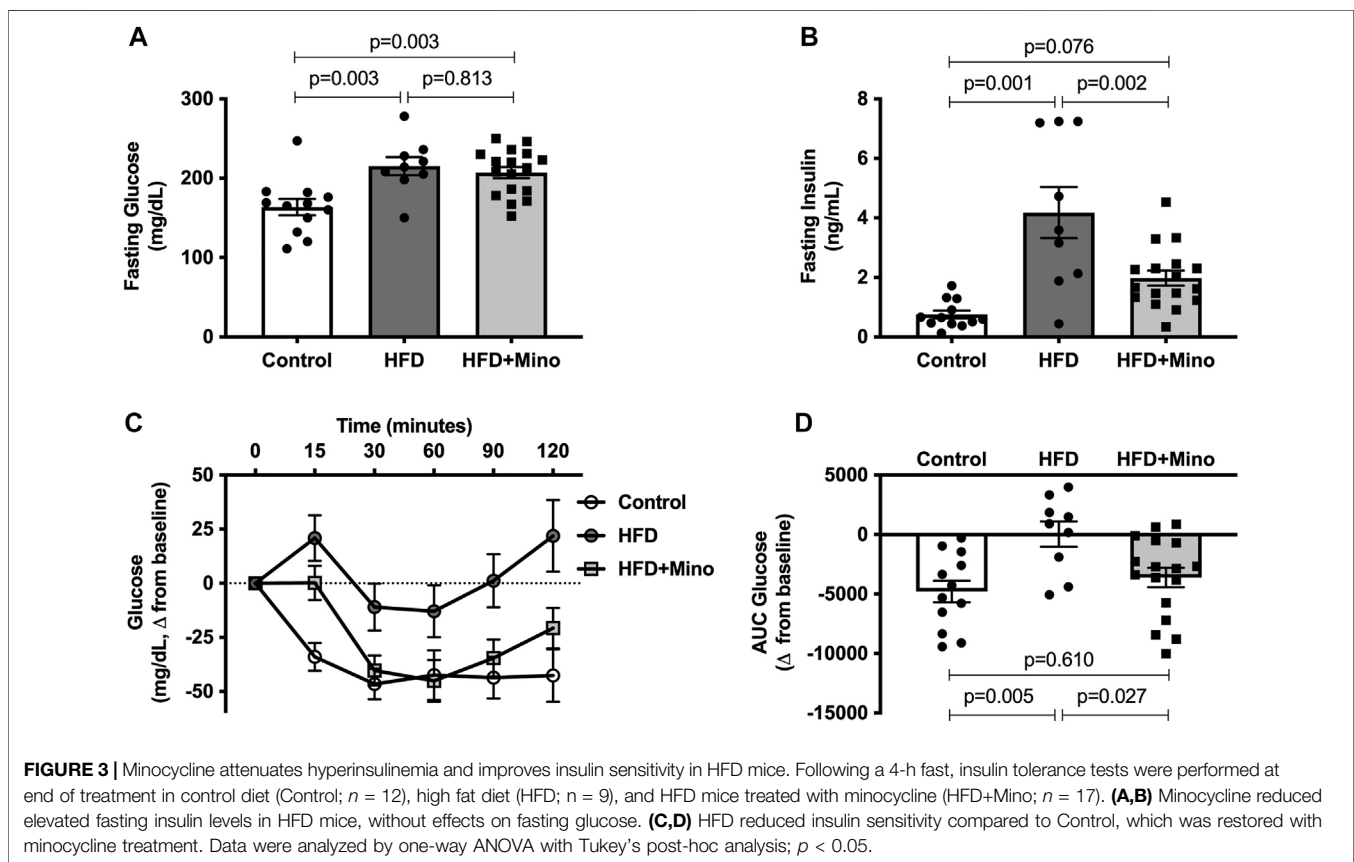 A
p=0.003
p=0.003
p=0.813
Fasting Glucose
(mg/dL)
300
200
100
0
Control
HFD
HFD+Mino
B
p=0.076
p=0.001
p=0.002
Fasting Insulin
(ng/mL)
8
6
4
2
0
Control
HFD
HFD+Mino
C
Time (minutes)
0 15 30 60 90 120
Glucose
(mg/dL, Δ from baseline)
50
25
0
-25
-50
Control
HFD
HFD+Mino
D
Control
HFD
HFD+Mino
AUC Glucose
(Δ from baseline)
5000
0
-5000
-10000
-15000
p=0.610
p=0.005
p=0.027
FIGURE 3 | Minocycline attenuates hyperinsulinemia and improves insulin sensitivity in HFD mice. Following a 4-h fast, insulin tolerance tests were performed at
end of treatment in control diet (Control; n = 12), high fat diet (HFD; n = 9), and HFD mice treated with minocycline (HFD+Mino; n = 17). (A,B) Minocycline reduced
elevated fasting insulin levels in HFD mice, without effects on fasting glucose. (C,D) HFD reduced insulin sensitivity compared to Control, which was restored with
minocycline treatment. Data were analyzed by one-way ANOVA with Tukey's post-hoc analysis; p < 0.05.